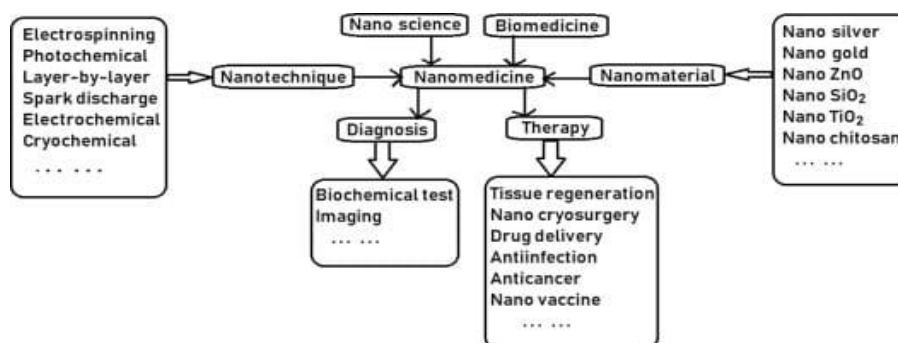 Nano science
Biomedicine
Electrospinning
Photochemical
Layer-by-layer
Spark discharge
Electrochemical
Cryochemical
... ...
Nanotechnique
Nanomedicine
Nanomaterial
Nano silver
Nano gold
Nano ZnO
Nano SiO₂
Nano TiO₂
Nano chitosan
... ...
Diagnosis
Therapy
Biochemical test
Imaging
... ...
Tissue regeneration
Nano cryosurgery
Drug delivery
Antiinfection
Anticancer
Nano vaccine
... ...